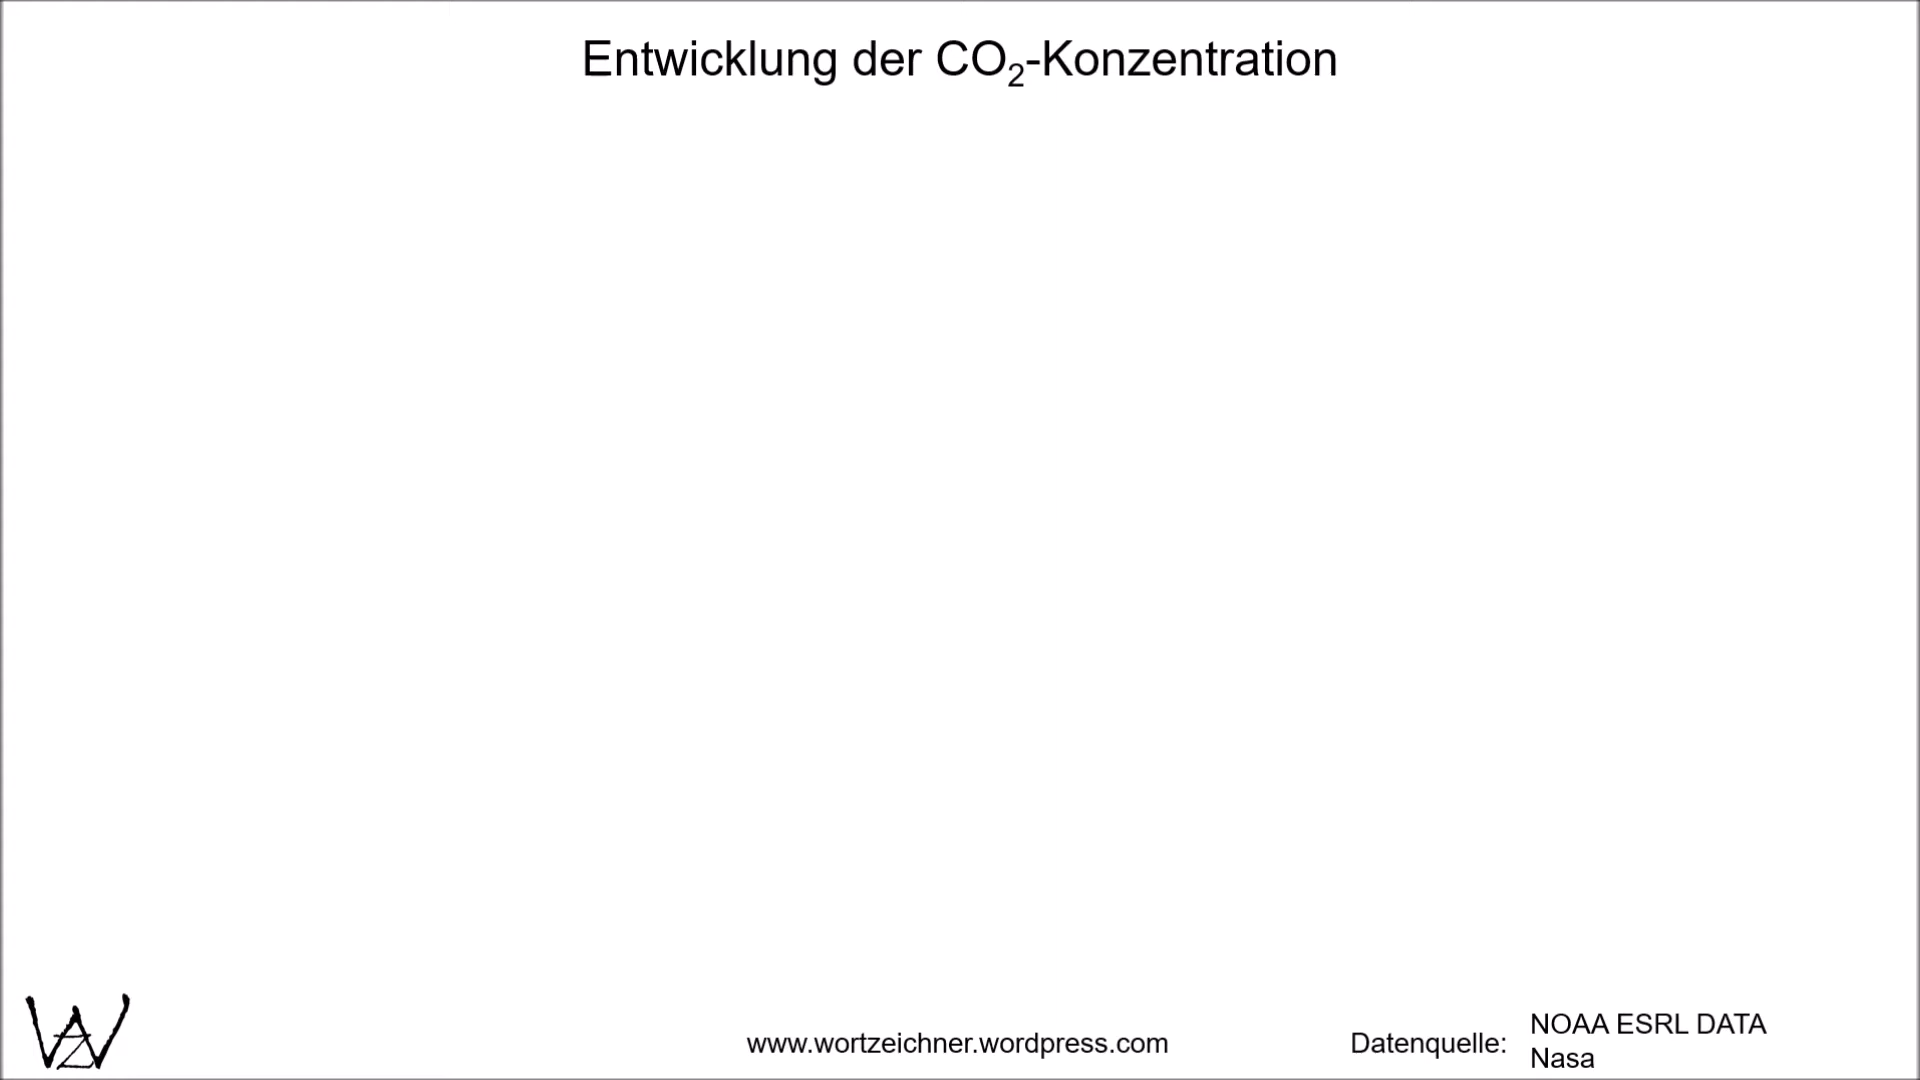 Entwicklung der CO₂-Konzentration
www.wortzeichner.wordpress.com
Datenquelle:
NOAA ESRL DATA
Nasa